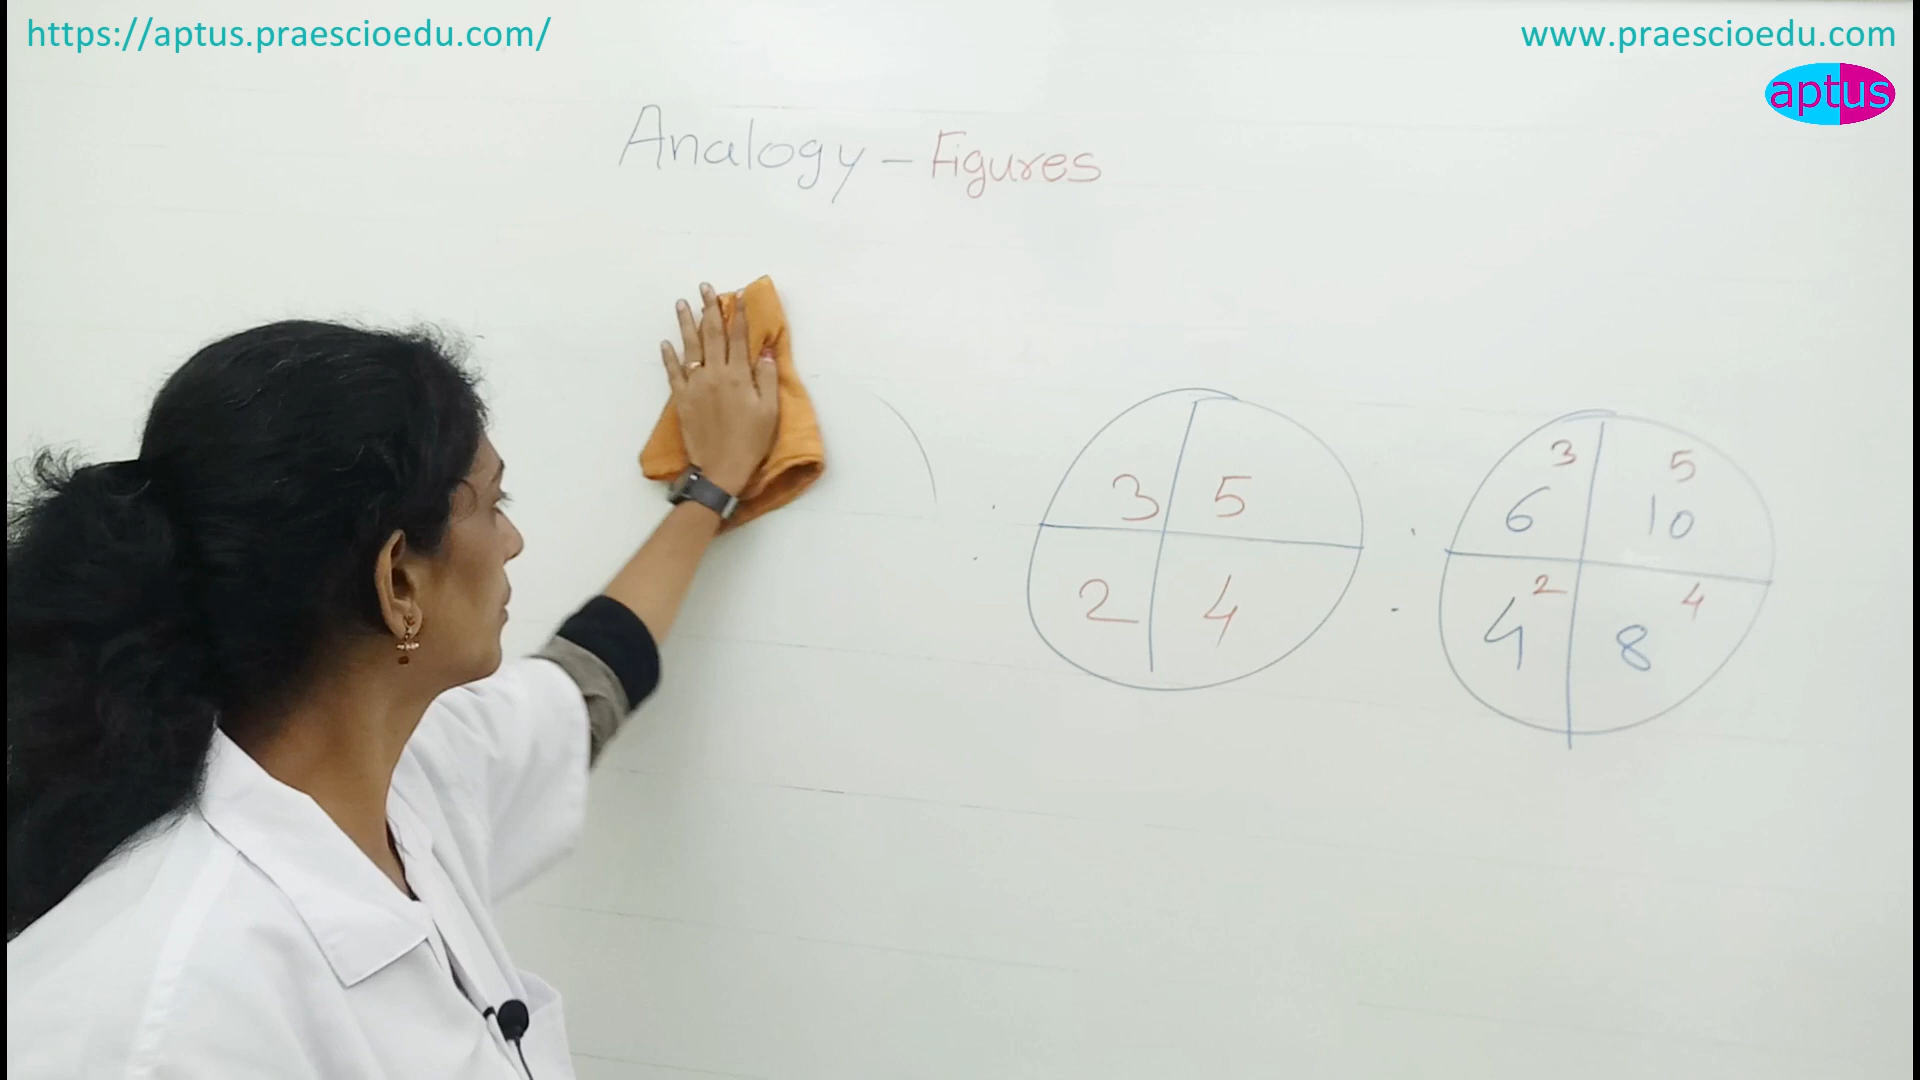 https://aptus.praescioedu.com/
www.praescioedu.com
aptus
Analogy - Figures
3 5
2 4
:
3 5
6 10
2 4
4 8